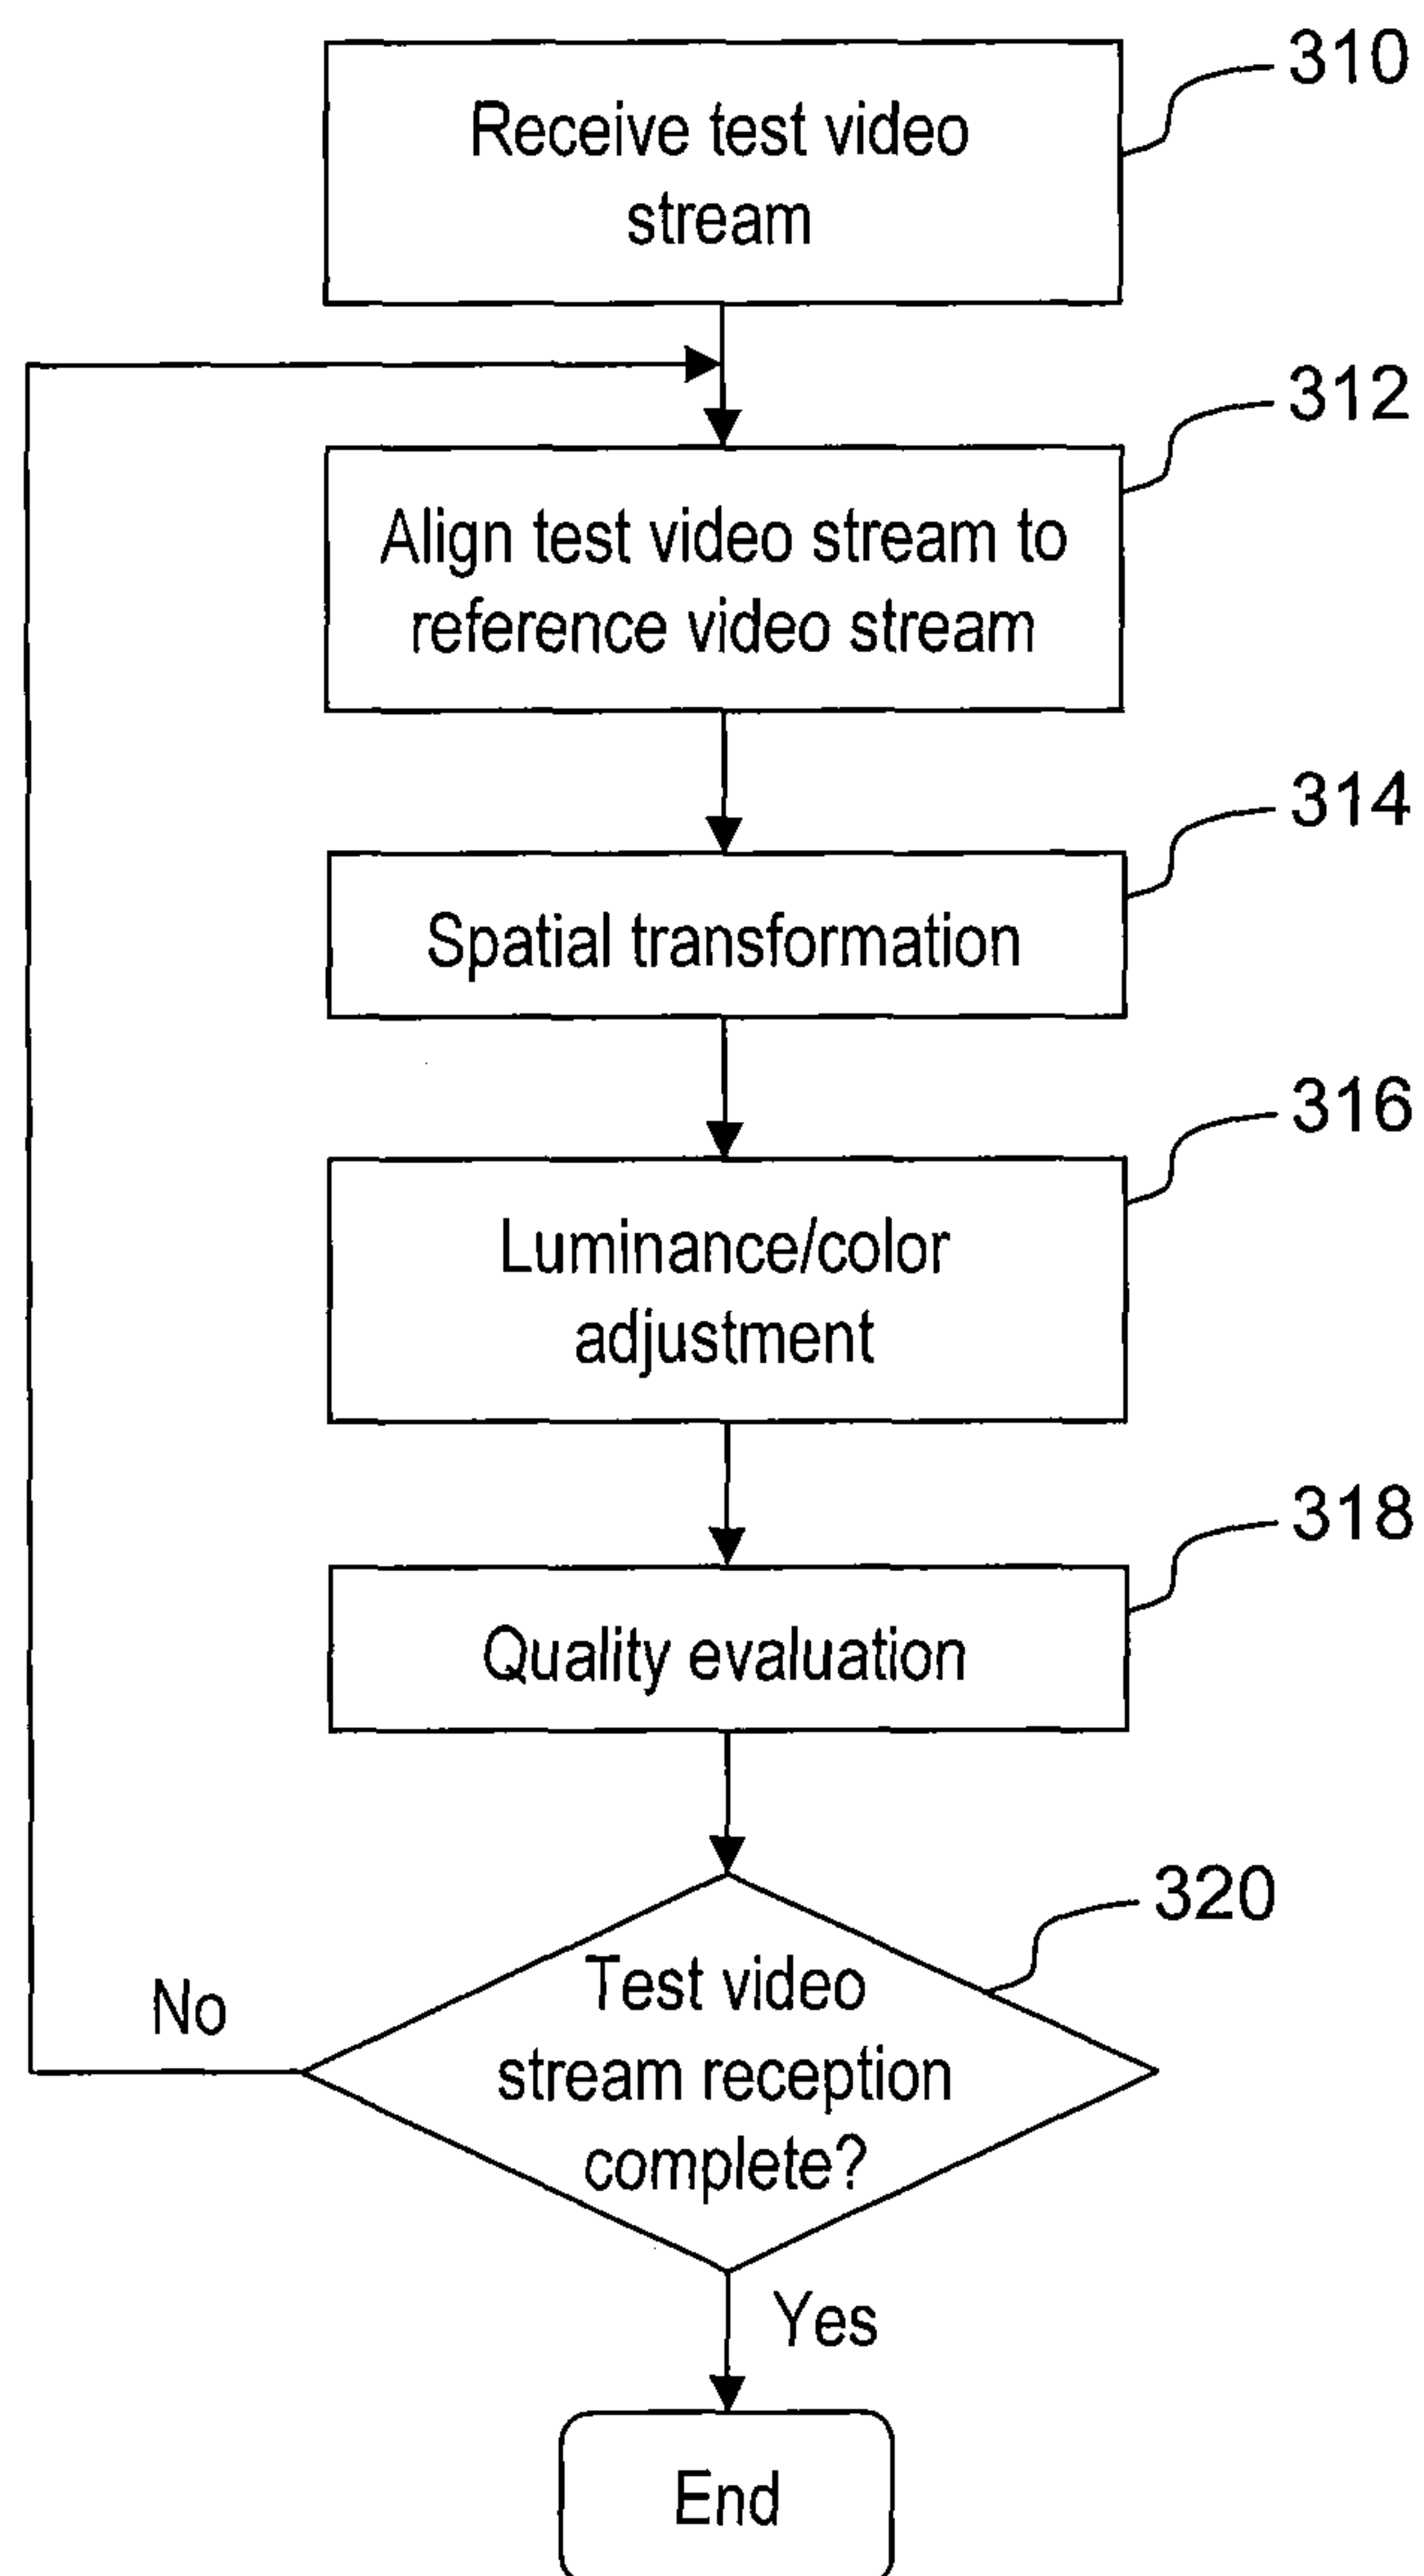 310
Receive test video
stream
312
Align test video stream to
reference video stream
314
Spatial transformation
316
Luminance/color
adjustment
318
Quality evaluation
320
Test video
stream reception
complete?
No
Yes
End